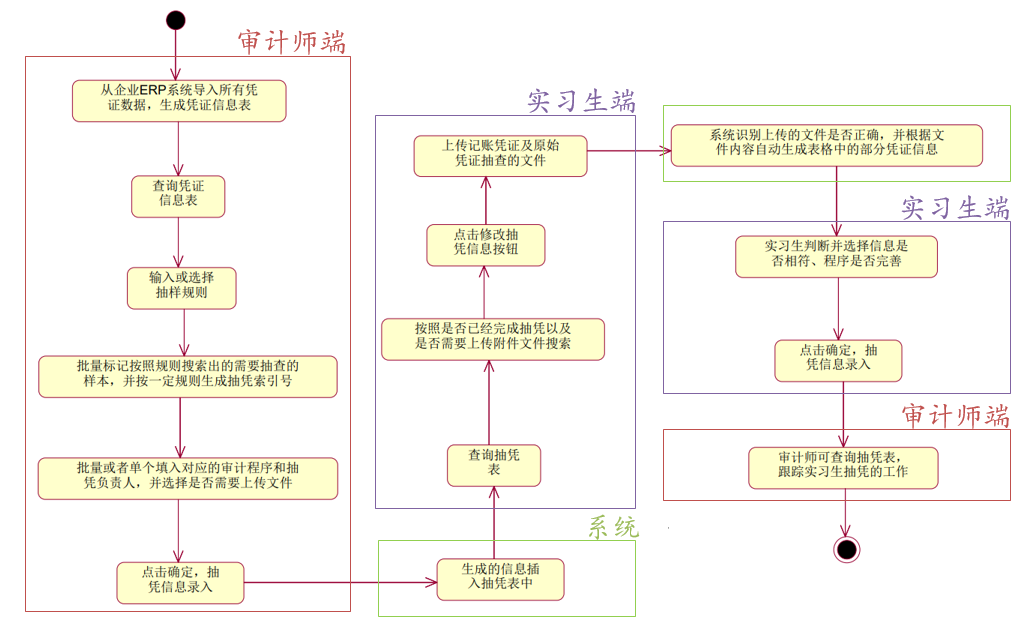 审计师端
从企业ERP系统导入所有凭
证数据，生成凭证信息表
查询凭证
信息表
输入或选择
抽样规则
批量标记按照规则搜索出的需要抽查的
样本，并按一定规则生成抽凭索引号
批量或者单个填入对应的审计程序和抽
凭负责人，并选择是否需要上传文件
点击确定，抽
凭信息录入
系统
生成的信息插
入抽凭表中
实习生端
查询抽凭
表
按照是否已经完成抽凭以及
是否需要上传附件文件搜索
点击修改抽
凭信息按钮
上传记账凭证及原始
凭证抽查的文件
系统识别上传的文件是否正确，并根据文
件内容自动生成表格中的部分凭证信息
实习生端
实习生判断并选择信息是
否相符、程序是否完善
点击确定，抽
凭信息录入
审计师端
审计师可查询抽凭表，
跟踪实习生抽凭的工作